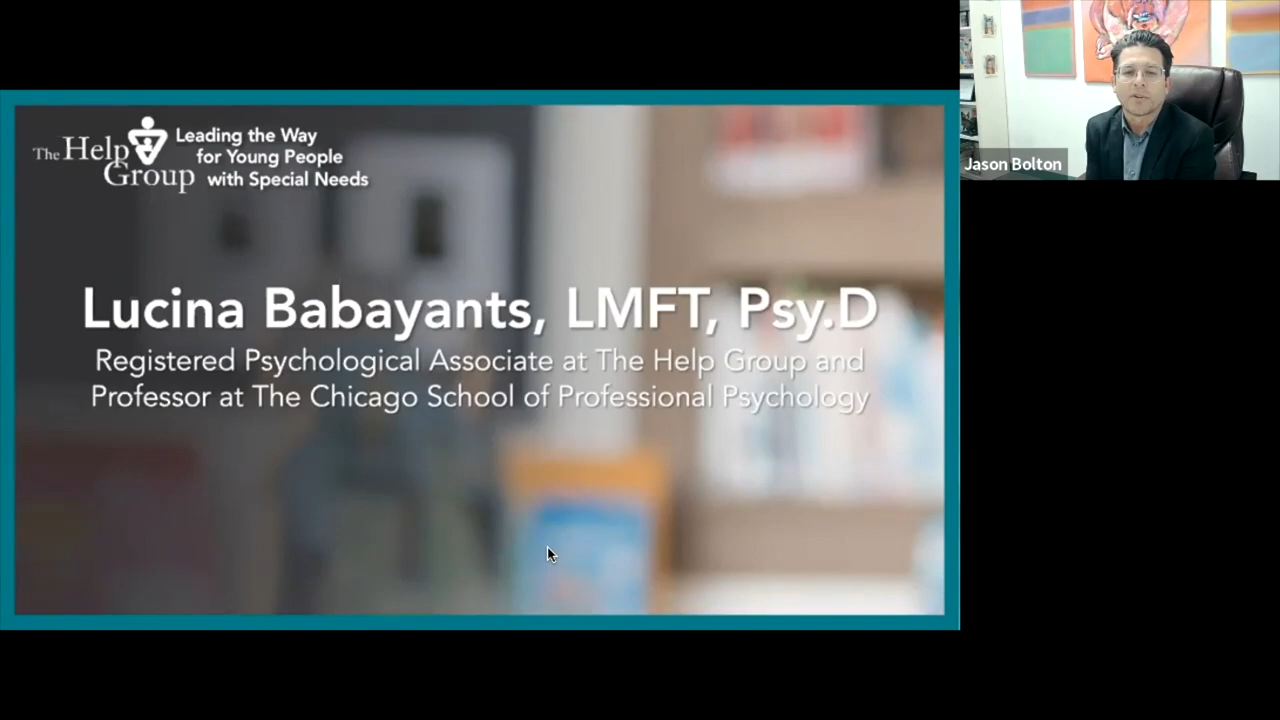 The Help Group
Leading the Way
for Young People
with Special Needs
Lucina Babayants, LMFT, Psy.D
Registered Psychological Associate at The Help Group and
Professor at The Chicago School of Professional Psychology
Jason Bolton